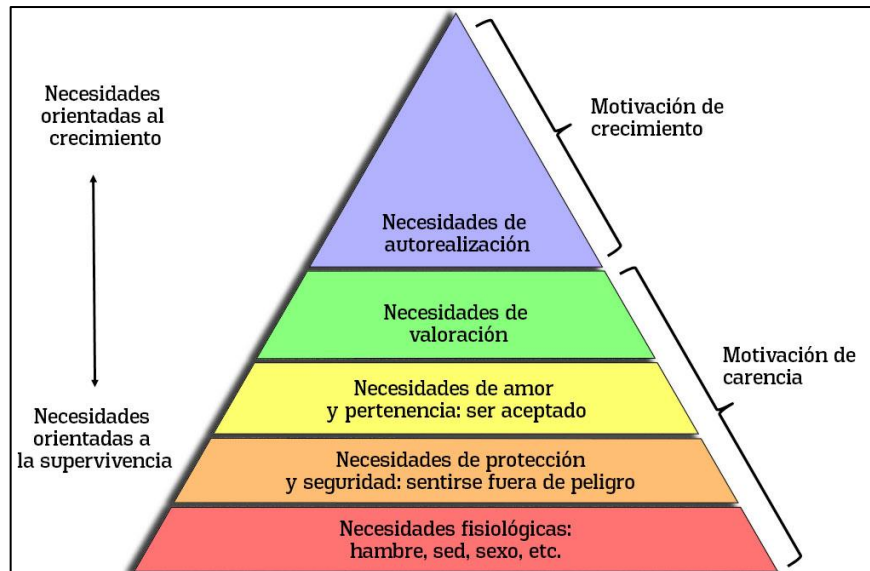 Necesidades
orientadas al
crecimiento
Motivación de
crecimiento
Necesidades de
autorealización
Necesidades de
valoración
Motivación de
carencia
Necesidades de amor
y pertenencia: ser aceptado
Necesidades
orientadas a
la supervivencia
Necesidades de protección
y seguridad: sentirse fuera de peligro
Necesidades fisiológicas:
hambre, sed, sexo, etc.